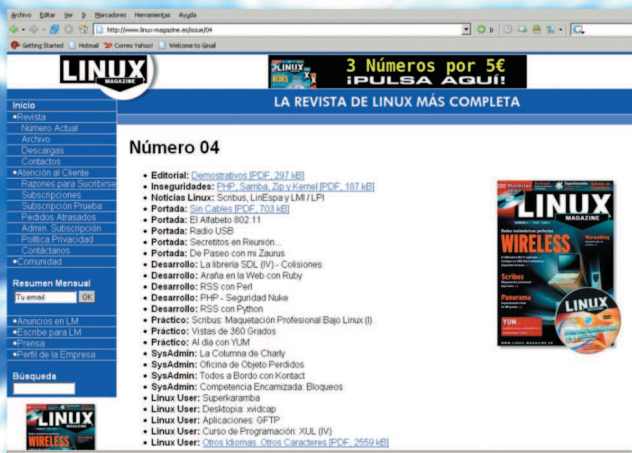 Archivo Editar Ver Ir Marcadores Herramientas Ayuda
http://www.linux-magazine.es/issue/04
Getting Started Hotmail Correo Yahoo! Welcome to Gmail
LINUX
MAGAZINE
LINUX
3 Números por 5€
¡PULSA AQUÍ!
LA REVISTA DE LINUX MÁS COMPLETA
Inicio
•Revista
Número Actual
Archivo
Descargas
Contactos
•Atención al Cliente
Razones para Sucribirse
Subscripciones
Subscripción Prueba
Pedidos Atrasados
Admin. Subscripción
Política Privacidad
Contáctanos
•Comunidad
Resumen Mensual
Tu email OK
•Anuncios en LM
•Escribe para LM
•Prensa
•Perfil de la Empresa
Búsqueda
LINUX
WIRELESS
Número 04
• Editorial: Demostrativos [PDF, 297 kB]
• Inseguridades: PHP, Samba, Zip y Kernel [PDF, 187 kB]
• Noticias Linux: Scribus, LinEspa y LMI / LPI
• Portada: Sin Cables [PDF, 703 kB]
• Portada: El Alfabeto 802.11
• Portada: Radio USB
• Portada: Secretitos en Reunión...
• Portada: De Paseo con mi Zaurus
• Desarrollo: La librería SDL (IV) - Colisiones
• Desarrollo: Araña en la Web con Ruby
• Desarrollo: RSS con Perl
• Desarrollo: PHP - Seguridad Nuke
• Desarrollo: RSS con Python
• Práctico: Scribus: Maquetación Profesional Bajo Linux (I)
• Práctico: Vistas de 360 Grados
• Práctico: Al día con YUM
• SysAdmin: La Columna de Charly
• SysAdmin: Oficina de Objeto Perdidos
• SysAdmin: Todos a Bordo con Kontact
• SysAdmin: Competencia Encarnizada: Bloqueos
• Linux User: Superkaramba
• Linux User: Desktopia: xvidcap
• Linux User: Aplicaciones: GFTP
• Linux User: Curso de Programación: XUL (IV)
• Linux User: Otros Idiomas. Otros Caracteres [PDF, 2559 kB]
LINUX
MAGAZINE
WIRELESS
Scribus
Panorama
YUM
LINUX